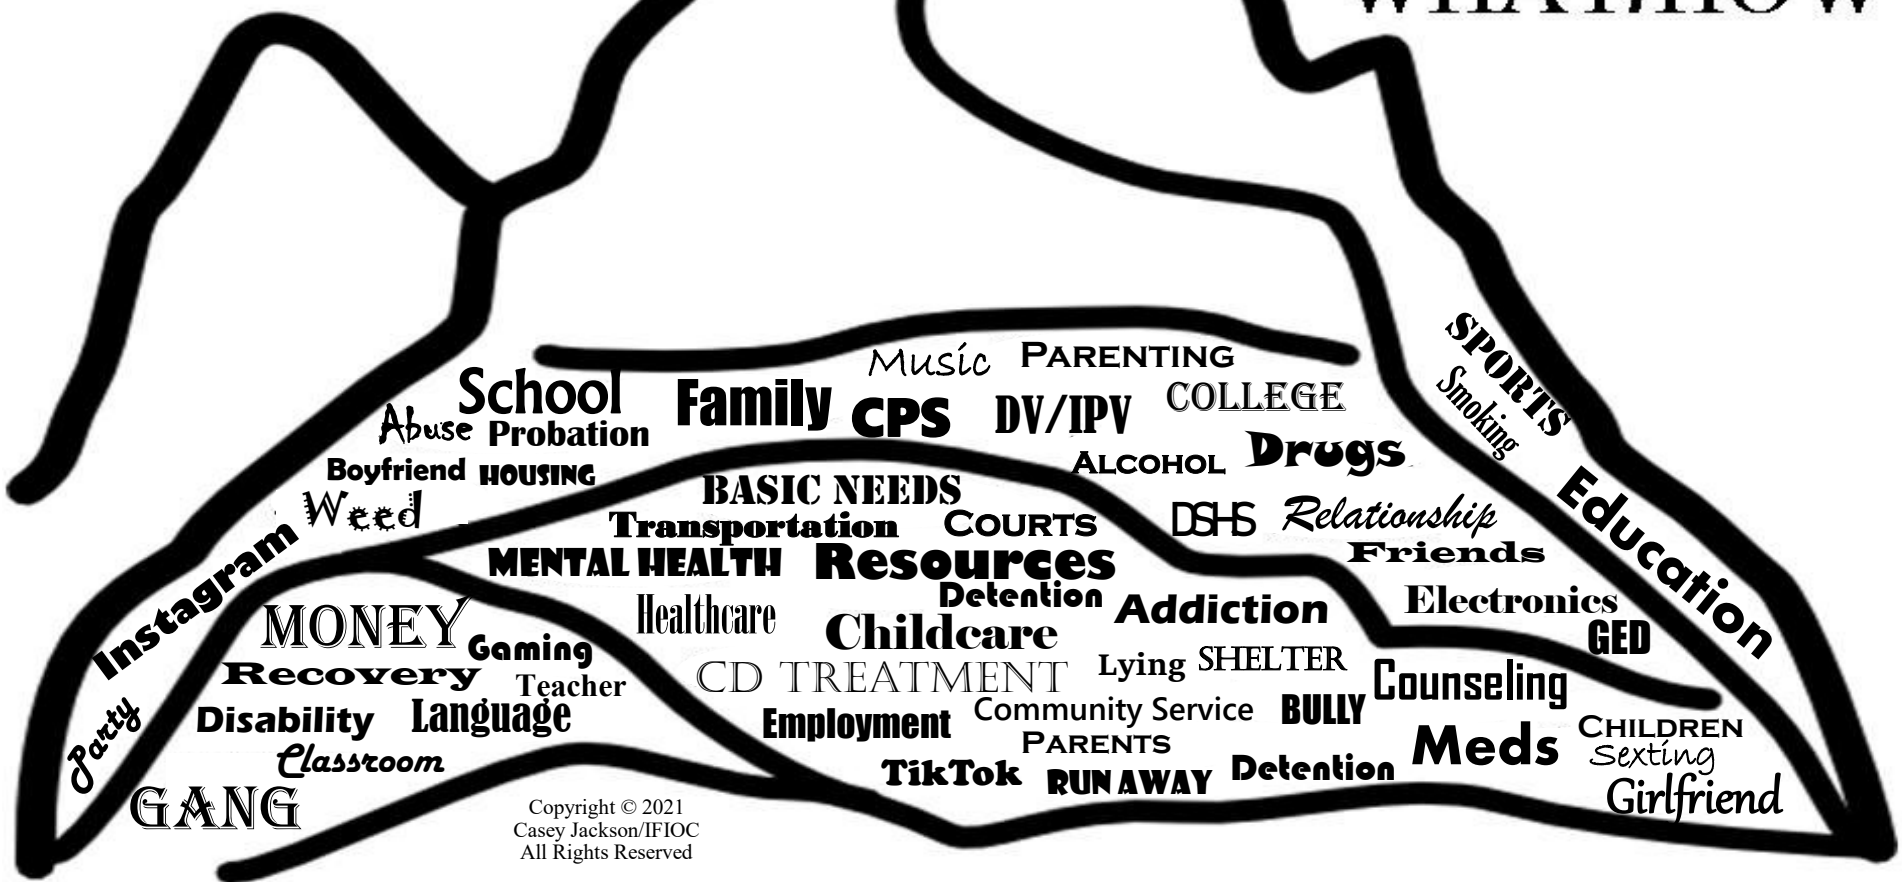 WHAT/HOW
Music PARENTING
School Family CPS DV/IPV COLLEGE
Abuse Probation
SPORTS
Smoking
Boyfriend HOUSING
ALCOHOL Drugs
Weed
BASIC NEEDS
Transportation COURTS
DSHS Relationship
Education
Instagram
MENTAL HEALTH Resources
Friends
Detention
Electronics
MONEY
Healthcare
Childcare
Addiction
GED
Gaming
Recovery
Teacher
CD TREATMENT
Lying SHELTER
Counseling
Party
Disability Language
Employment
Community Service BULLY
PARENTS
Meds
CHILDREN
Sexting
Classroom
TikTok RUN AWAY Detention
Girlfriend
GANG
Copyright © 2021
Casey Jackson/IFIOC
All Rights Reserved